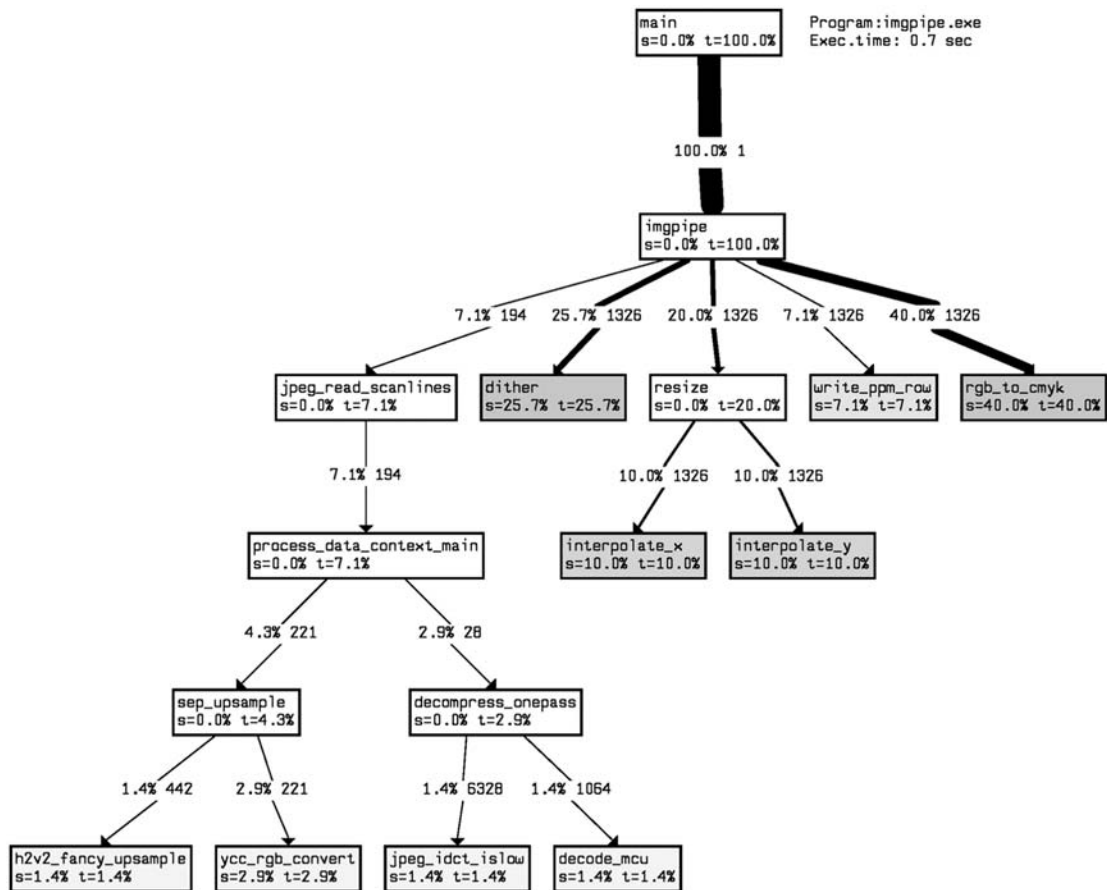 main
s=0.0% t=100.0%
Program:imgpipe.exe
Exec.time: 0.7 sec
100.0% 1
imgpipe
s=0.0% t=100.0%
7.1% 194
25.7% 1326
20.0% 1326
7.1% 1326
40.0% 1326
jpeg_read_scanlines
s=0.0% t=7.1%
dither
s=25.7% t=25.7%
resize
s=0.0% t=20.0%
write_ppm_row
s=7.1% t=7.1%
rgb_to_cmyk
s=40.0% t=40.0%
7.1% 194
10.0% 1326
10.0% 1326
process_data_context_main
s=0.0% t=7.1%
interpolate_x
s=10.0% t=10.0%
interpolate_y
s=10.0% t=10.0%
4.3% 221
2.9% 28
sep_upsample
s=0.0% t=4.3%
decompress_onepass
s=0.0% t=2.9%
1.4% 442
2.9% 221
1.4% 6328
1.4% 1064
h2v2_fancy_upsample
s=1.4% t=1.4%
ycc_rgb_convert
s=2.9% t=2.9%
jpeg_idct_islow
s=1.4% t=1.4%
decode_mcu
s=1.4% t=1.4%